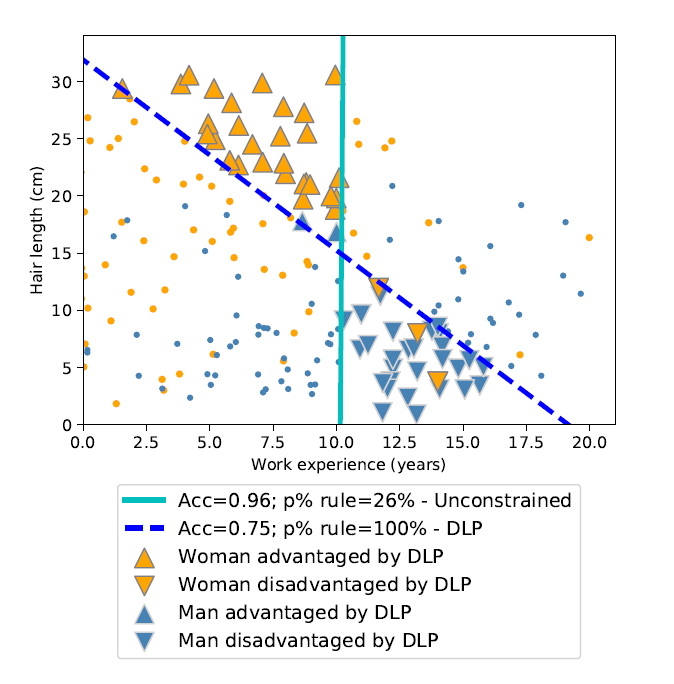 30
25
20
15
10
5
0
Hair length (cm)
0.0 2.5 5.0 7.5 10.0 12.5 15.0 17.5 20.0
Work experience (years)
Acc=0.96; p% rule=26% - Unconstrained
Acc=0.75; p% rule=100% - DLP
Woman advantaged by DLP
Woman disadvantaged by DLP
Man advantaged by DLP
Man disadvantaged by DLP